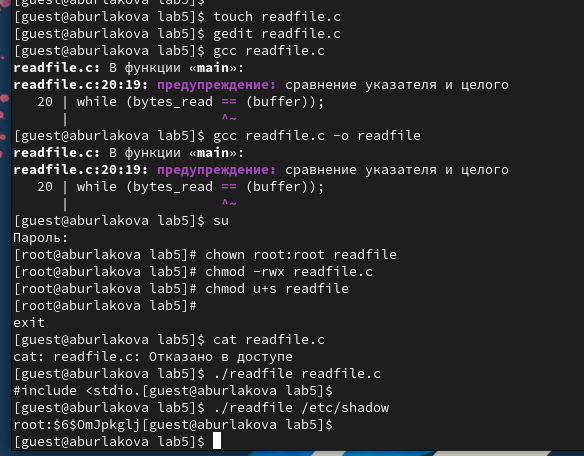 [guest@aburlakova lab5]$ touch readfile.c
[guest@aburlakova lab5]$ gedit readfile.c
[guest@aburlakova lab5]$ gcc readfile.c
readfile.c: В функции «main»:
readfile.c:20:19: предупреждение: сравнение указателя и целого
   20 | while (bytes_read == (buffer));
      |                   ^~
[guest@aburlakova lab5]$ gcc readfile.c -o readfile
readfile.c: В функции «main»:
readfile.c:20:19: предупреждение: сравнение указателя и целого
   20 | while (bytes_read == (buffer));
      |                   ^~
[guest@aburlakova lab5]$ su
Пароль:
[root@aburlakova lab5]# chown root:root readfile
[root@aburlakova lab5]# chmod -rwx readfile.c
[root@aburlakova lab5]# chmod u+s readfile
[root@aburlakova lab5]#
exit
[guest@aburlakova lab5]$ cat readfile.c
cat: readfile.c: Отказано в доступе
[guest@aburlakova lab5]$ ./readfile readfile.c
#include <stdio.[guest@aburlakova lab5]$
[guest@aburlakova lab5]$ ./readfile /etc/shadow
root:$6$OmJpkglj[guest@aburlakova lab5]$
[guest@aburlakova lab5]$